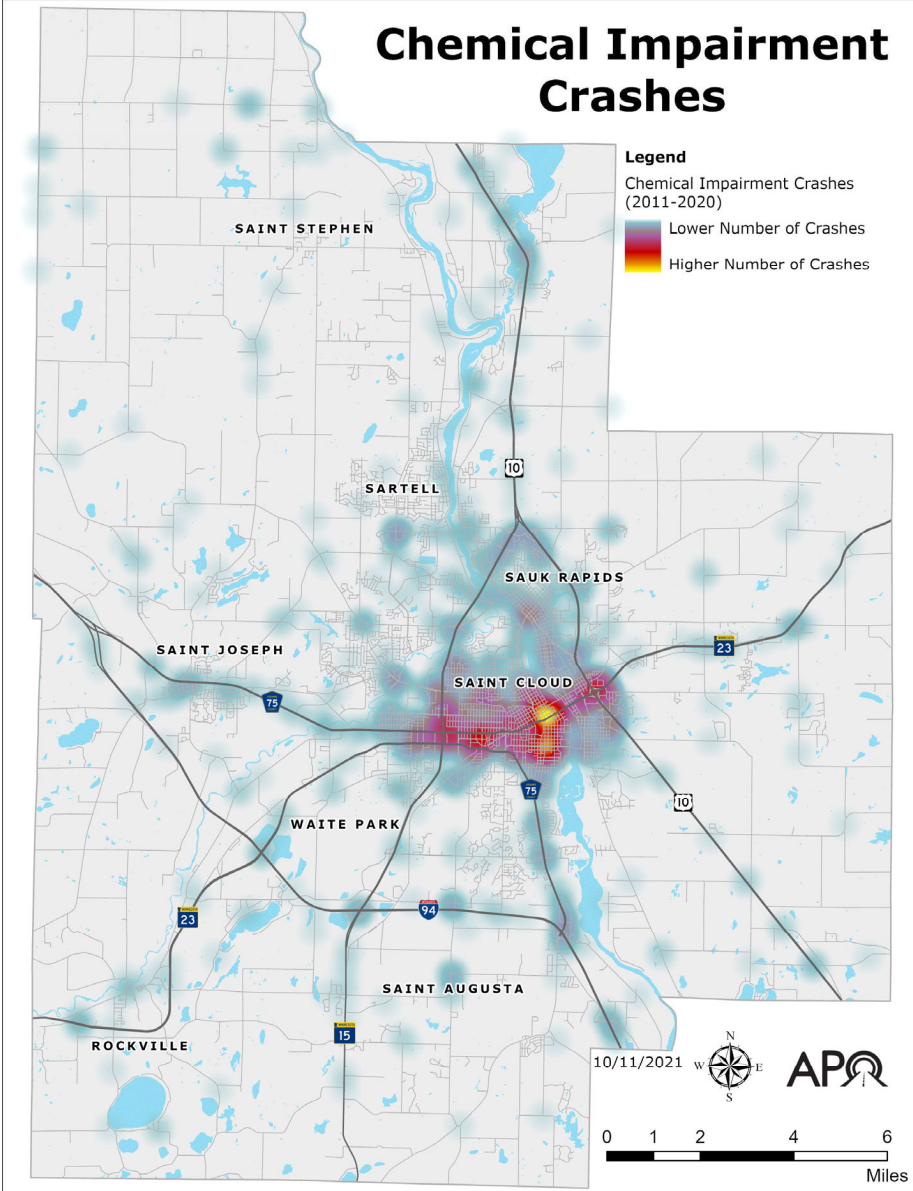 Chemical Impairment
Crashes
Legend
Chemical Impairment Crashes
(2011-2020)
Lower Number of Crashes
Higher Number of Crashes
SAINT STEPHEN
10
SARTELL
SAUK RAPIDS
23
SAINT JOSEPH
SAINT CLOUD
75
75
10
WAITE PARK
94
23
SAINT AUGUSTA
15
ROCKVILLE
10/11/2021
N
W
E
S
APO
0 1 2 4 6
Miles